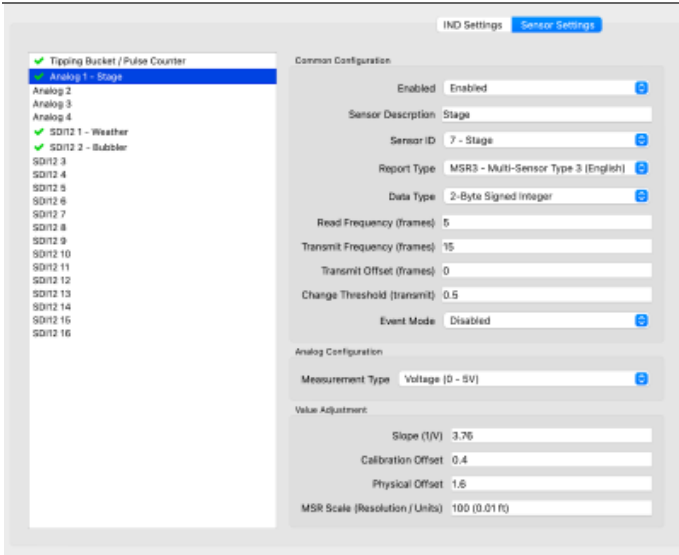 IND Settings Sensor Settings
Tipping Bucket / Pulse Counter
Analog 1 - Stage
Analog 2
Analog 3
Analog 4
SDI12 1 - Weather
SDI12 2 - Bubbler
SDI12 3
SDI12 4
SDI12 5
SDI12 6
SDI12 7
SDI12 8
SDI12 9
SDI12 10
SDI12 11
SDI12 12
SDI12 13
SDI12 14
SDI12 15
SDI12 16
Common Configuration
Enabled Enabled
Sensor Descrption Stage
Sensor ID 7 - Stage
Report Type MSR3 - Multi-Sensor Type 3 (English)
Data Type 2-Byte Signed Integer
Read Frequency (frames) 5
Transmit Frequency (frames) 15
Transmit Offset (frames) 0
Change Threshold (transmit) 0.5
Event Mode Disabled
Analog Configuration
Measurement Type Voltage (0 - 5V)
Value Adjustment
Slope (1/V) 3.76
Calibration Offset 0.4
Physical Offset 1.6
MSR Scale (Resolution / Units) 100 (0.01 ft)